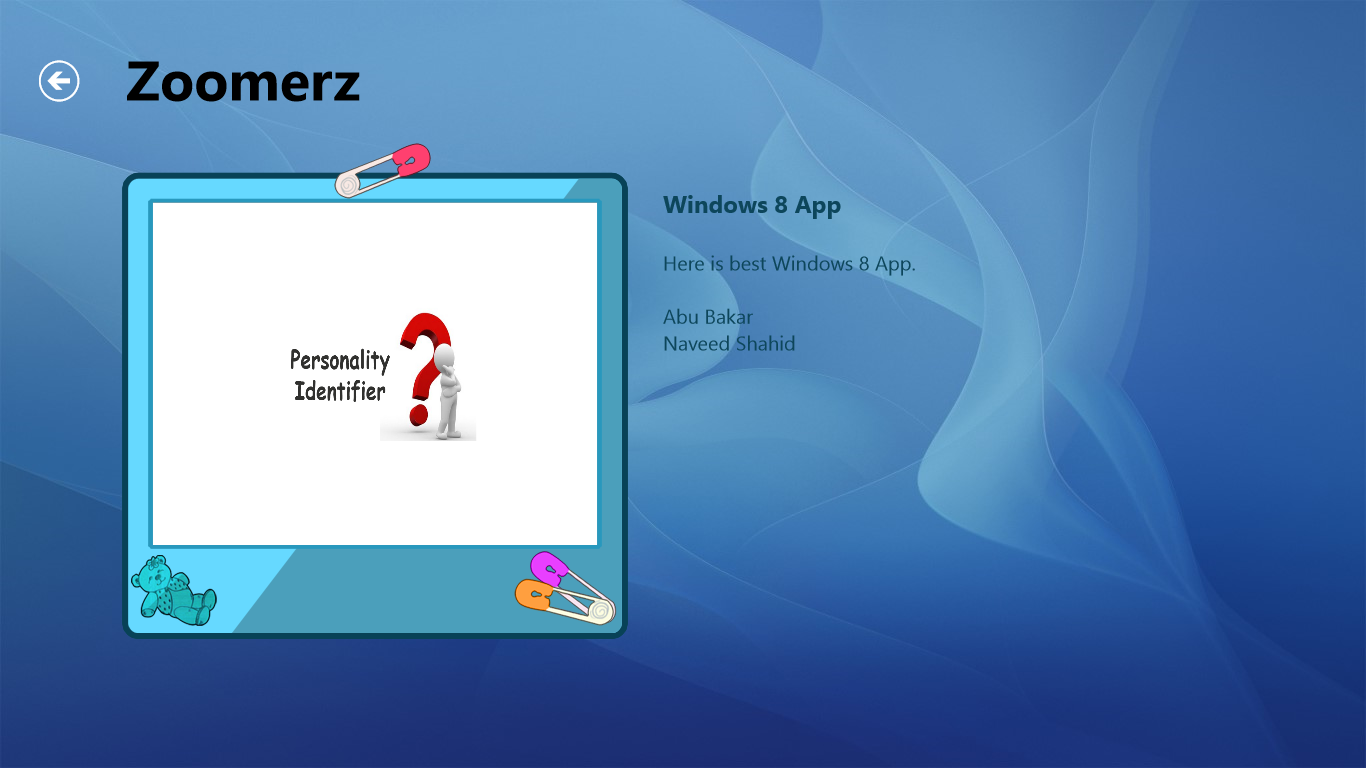 Zoomerz
Personality
Identifier
Windows 8 App
Here is best Windows 8 App.
Abu Bakar
Naveed Shahid